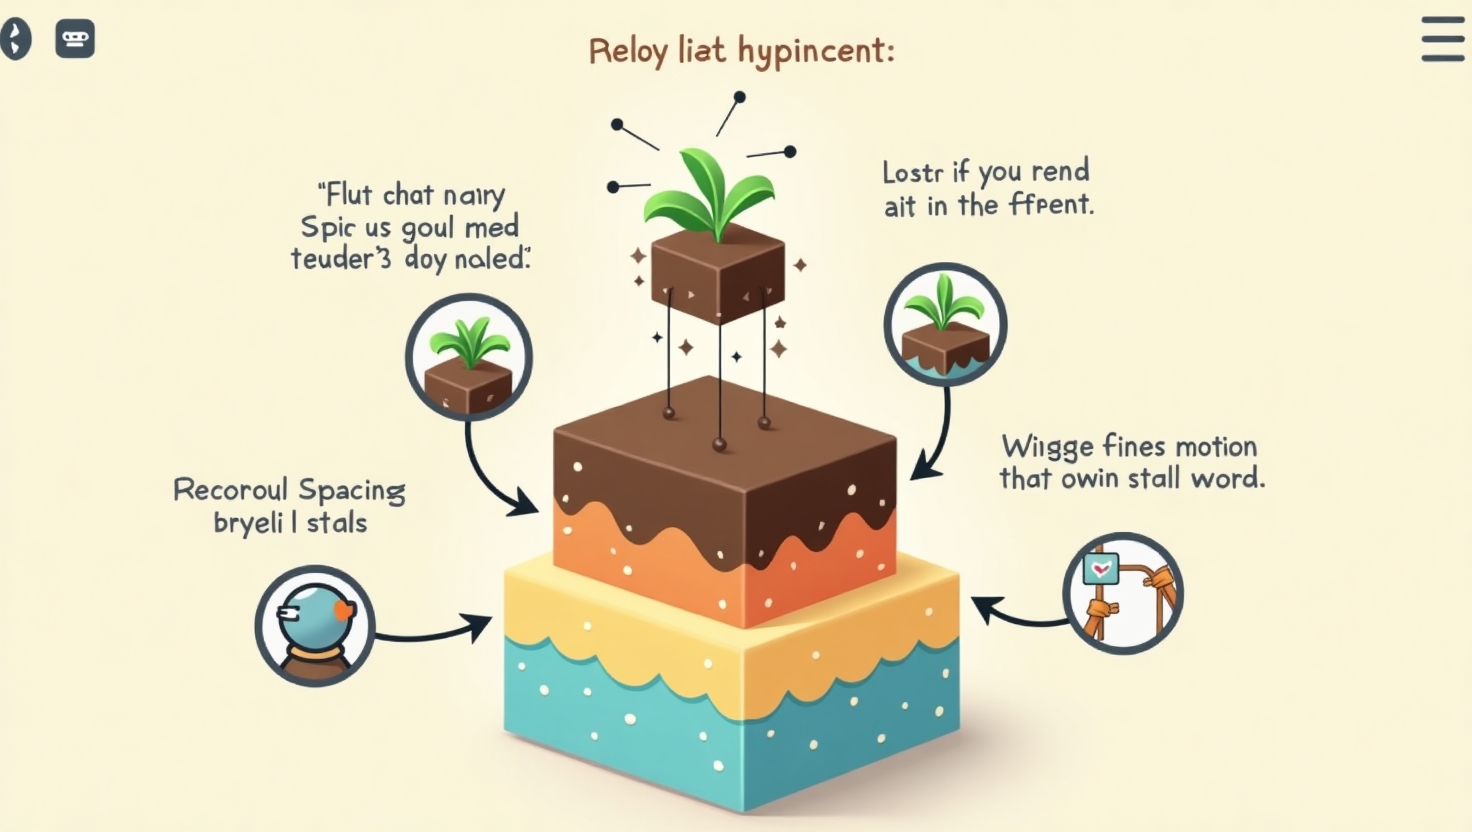 Reloy liat hypincent:
"Flut chat nairy
Spic us goul med
teuder'3 doy naled."
Lostr if you rend
ait in the ffrent.
Wiigge fines motion
that owin stall word.
Recoroul Spacing
bryeli l stals